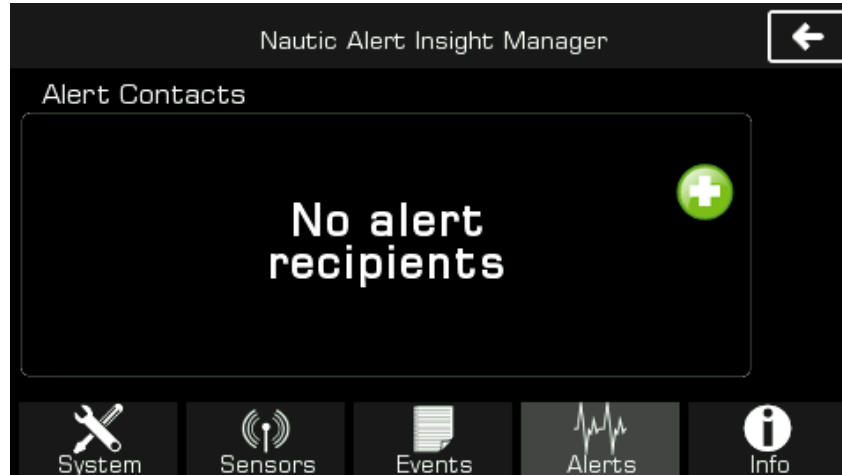 Nautic Alert Insight Manager
Alert Contacts
No alert
recipients
System
Sensors
Events
Alerts
Info